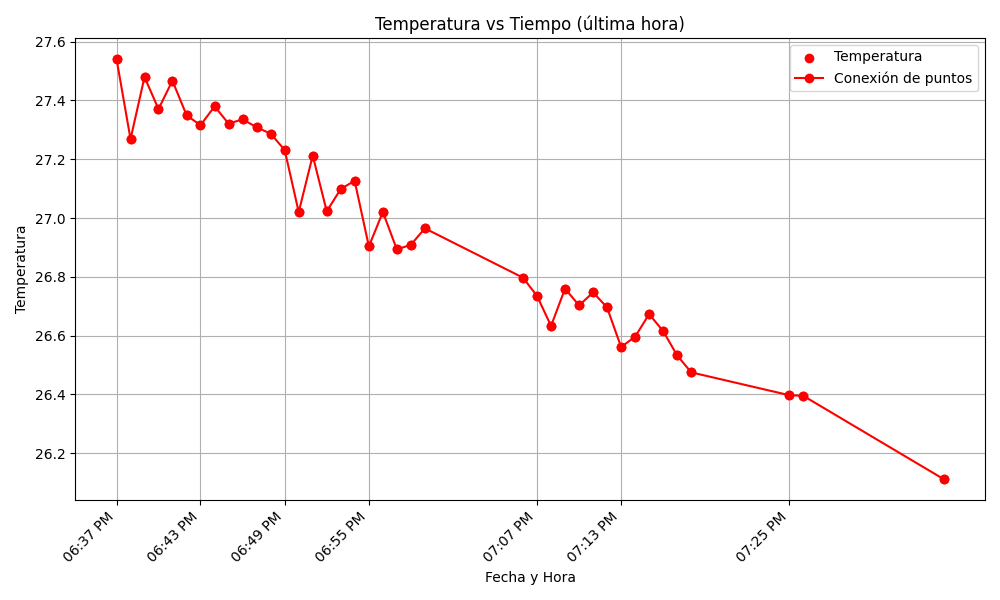 Temperatura vs Tiempo (última hora)
Temperatura
Conexión de puntos
27.6
27.4
27.2
27.0
26.8
26.6
26.4
26.2
Temperatura
06:37 PM
06:43 PM
06:49 PM
06:55 PM
07:07 PM
07:13 PM
07:25 PM
Fecha y Hora